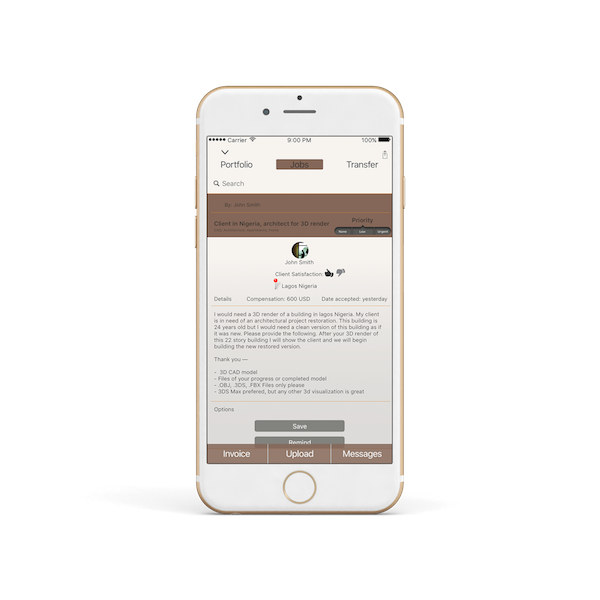 Carrier 9:00 PM 100%
Portfolio Jobs Transfer
Search
By: John Smith
Client in Nigeria, architect for 3D render Priority
None Low Urgent
John Smith
Client Satisfaction:
Lagos Nigeria
Details Compensation: 600 USD Date accepted: yesterday
I would need a 3D render of a building in lagos Nigeria. My client
is in need of an architectural project restoration. This building is
24 years old but I would need a clean version of this building as if
it was new. Please provide the following. After your 3D render of
this 22 story building I will show the client and we will begin
building the new restored version.
Thank you —
- 3D CAD model
- Files of your progress or completed model
- .OBJ, .3DS, .FBX Files only please
- 3DS Max prefered, but any other 3d visualization is great
Options
Save
Remind
Invoice Upload Messages